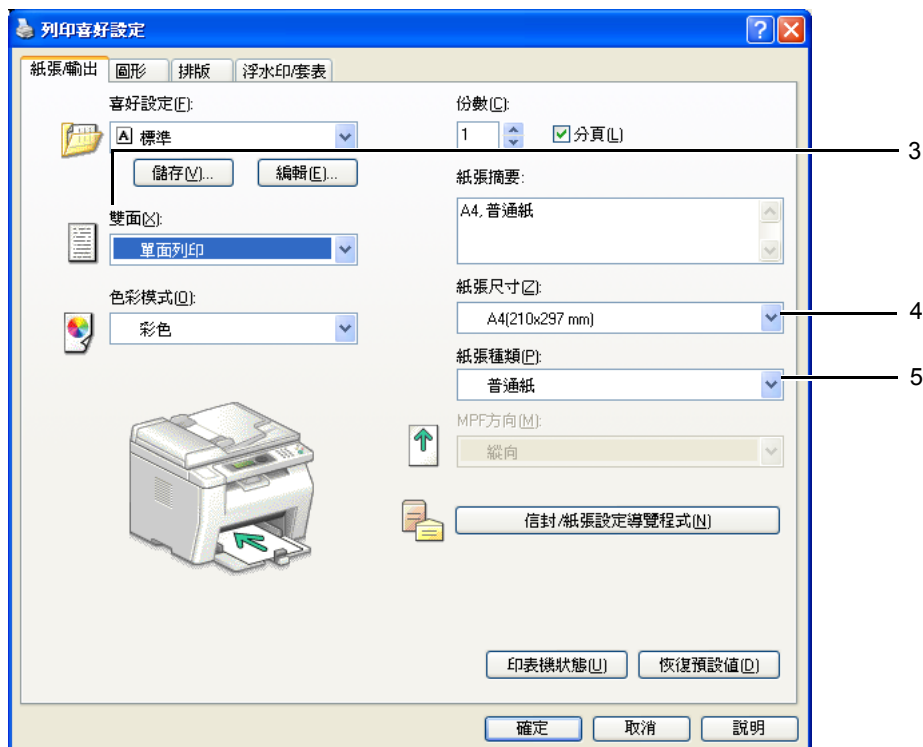 列印喜好設定
紙張/輸出 圖形 排版 浮水印/套表
喜好設定(F):
標準
儲存(V)... 編輯(E)...
雙面(X):
單面列印
色彩模式(O):
彩色
份數(C):
1 分頁(L)
紙張摘要:
A4, 普通紙
紙張尺寸(Z):
A4(210x297 mm)
紙張種類(P):
普通紙
MPF方向(M):
縱向
信封/紙張設定導覽程式(N)
印表機狀態(U) 恢復預設值(D)
確定 取消 說明
3
4
5